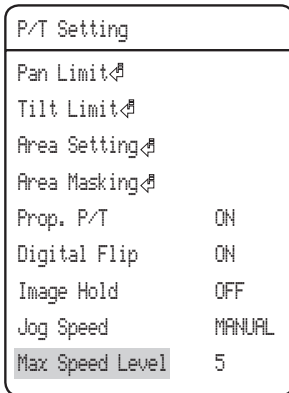 P/T Setting
Pan Limit⏎
Tilt Limit⏎
Area Setting⏎
Area Masking⏎
Prop. P/T ON
Digital Flip ON
Image Hold OFF
Jog Speed MANUAL
Max Speed Level 5